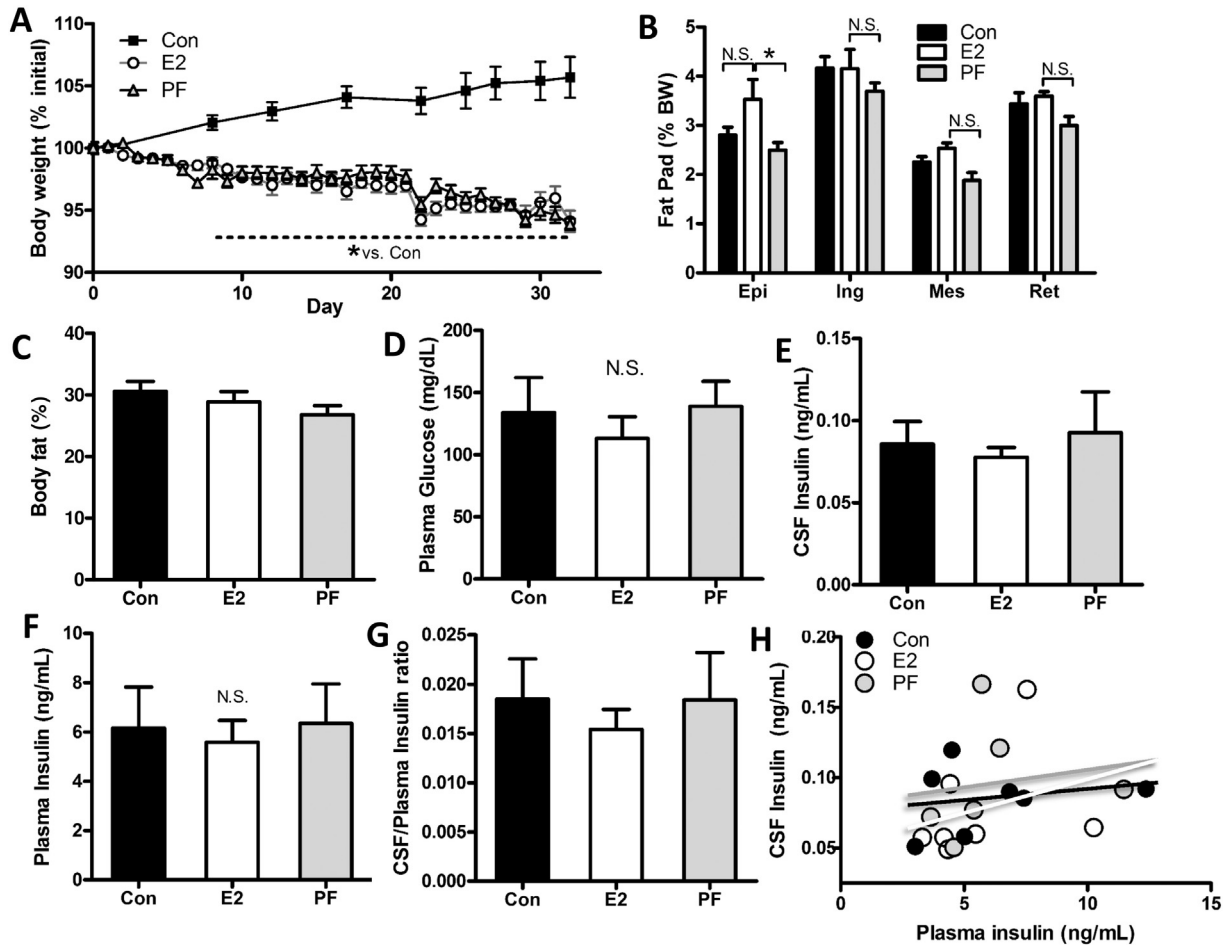 A
Body weight (% initial)
110
105
100
95
90
Con
E2
PF
* vs. Con
0
10
20
30
Day
B
Fat Pad (% BW)
5
4
3
2
1
0
N.S.
*
N.S.
N.S.
N.S.
Con
E2
PF
Epi
Ing
Mes
Ret
C
Body fat (%)
40
30
20
10
0
Con
E2
PF
D
Plasma Glucose (mg/dL)
200
150
100
50
0
N.S.
Con
E2
PF
E
CSF Insulin (ng/mL)
0.15
0.10
0.05
0.00
Con
E2
PF
F
Plasma Insulin (ng/mL)
10
8
6
4
2
0
N.S.
Con
E2
PF
G
CSF/Plasma Insulin ratio
0.025
0.020
0.015
0.010
0.005
0.000
Con
E2
PF
H
CSF Insulin (ng/mL)
0.20
0.15
0.10
0.05
Con
E2
PF
0
5
10
15
Plasma insulin (ng/mL)